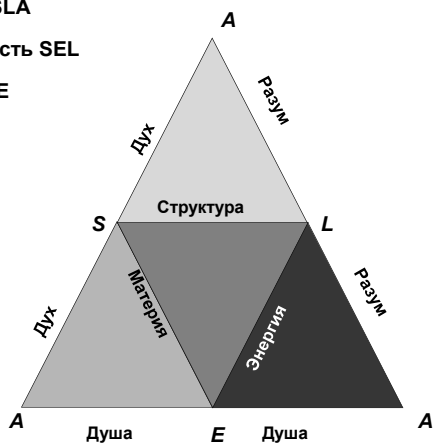 SLA
A
сть SEL
E
Разум
Дух
Структура
S
L
Материя
Энергия
Разум
Дух
A
Душа
E
Душа
A